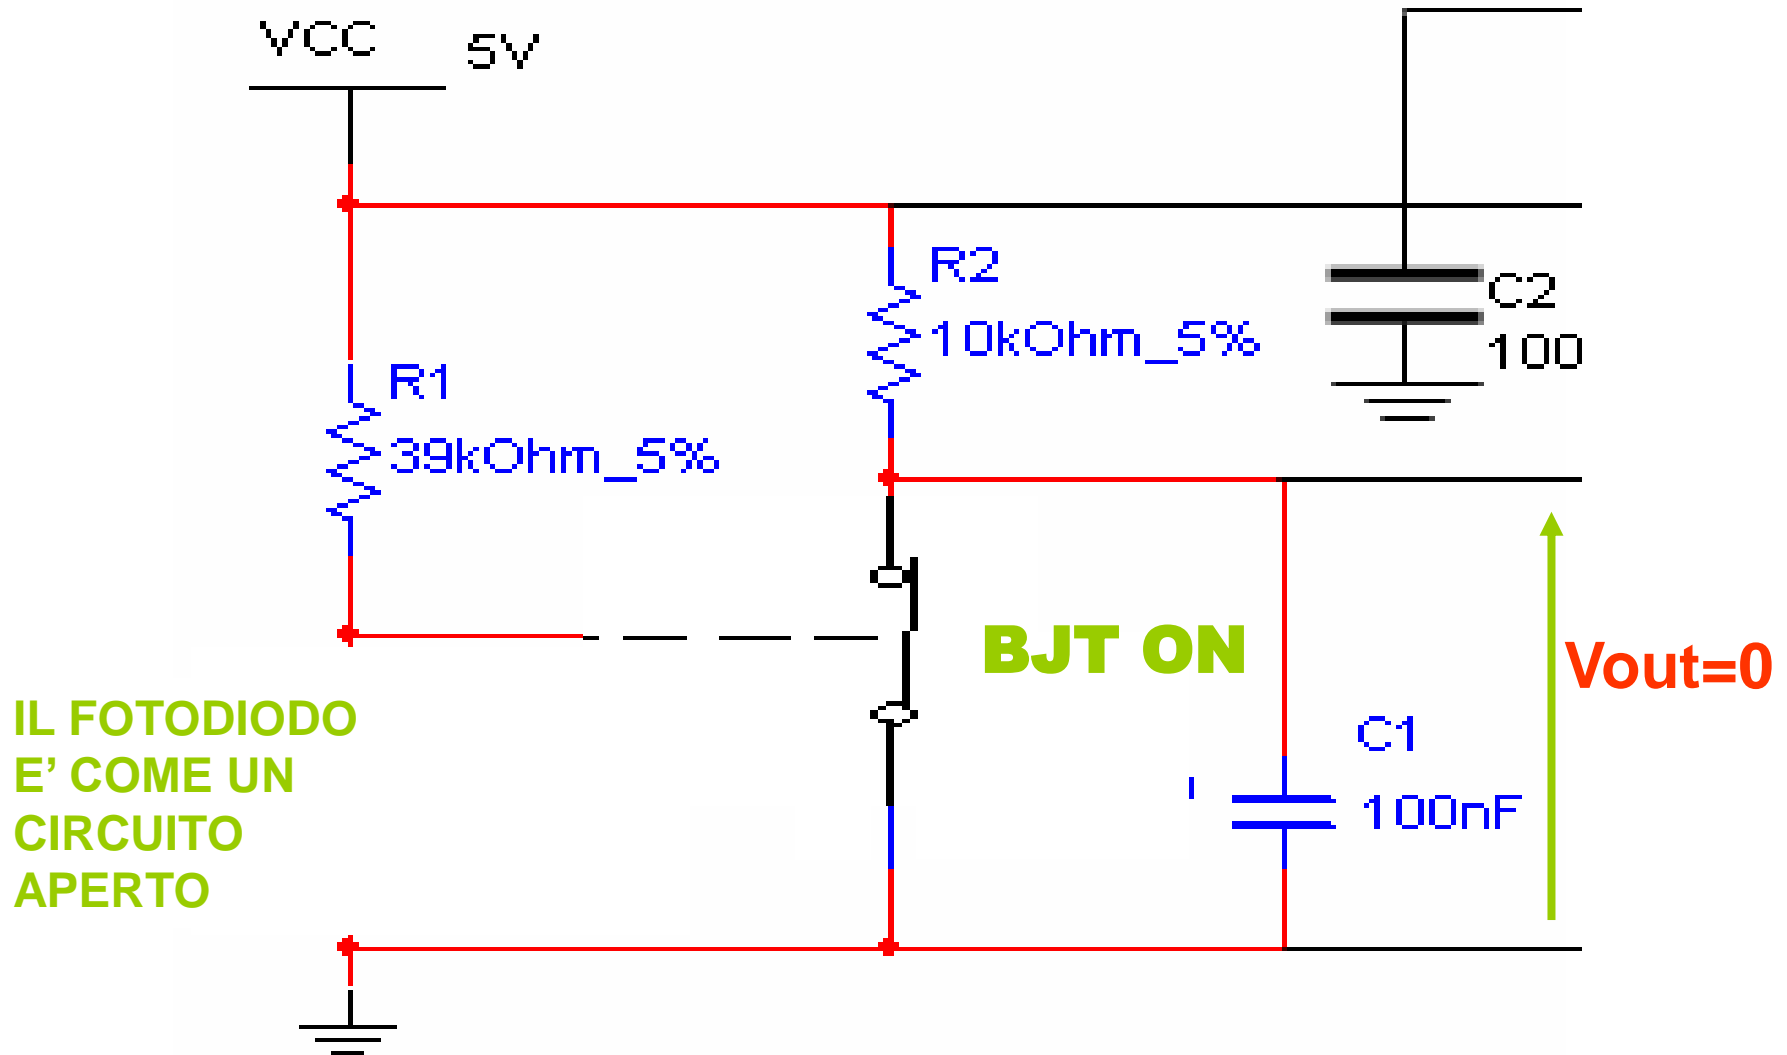 VCC 5V
R2
10kOhm_5%
C2
100
R1
39kOhm_5%
BJT ON
Vout=0
IL FOTODIODO
E’ COME UN
CIRCUITO
APERTO
C1
100nF